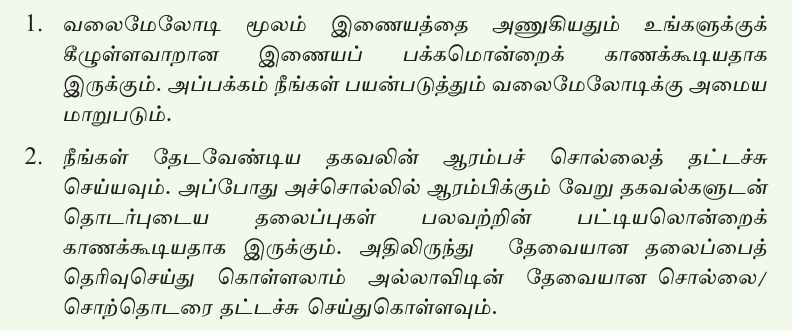 1. வலைமேலோடி மூலம் இணையத்தை அணுகியதும் உங்களுக்குக்
கீழுள்ளவாறான இணையப் பக்கமொன்றைக் காணக்கூடியதாக
இருக்கும். அப்பக்கம் நீங்கள் பயன்படுத்தும் வலைமேலோடிக்கு அமைய
மாறுபடும்.
2. நீங்கள் தேடவேண்டிய தகவலின் ஆரம்பச் சொல்லைத் தட்டச்சு
செய்யவும். அப்போது அச்சொல்லில் ஆரம்பிக்கும் வேறு தகவல்களுடன்
தொடர்புடைய தலைப்புகள் பலவற்றின் பட்டியலொன்றைக்
காணக்கூடியதாக இருக்கும். அதிலிருந்து தேவையான தலைப்பைத்
தெரிவுசெய்து கொள்ளலாம் அல்லாவிடின் தேவையான சொல்லை/
சொற்தொடரை தட்டச்சு செய்துகொள்ளவும்.